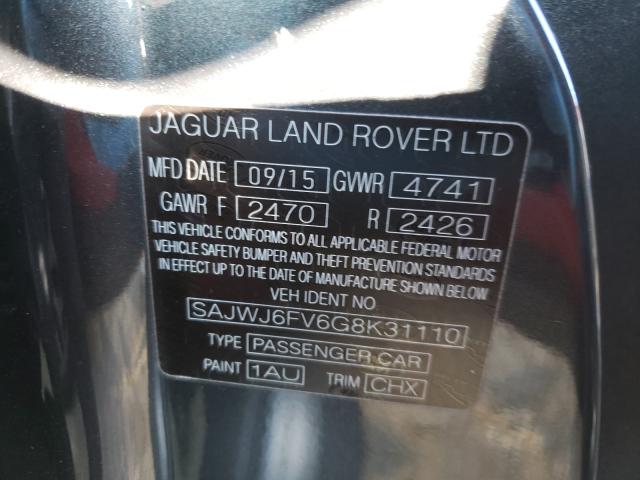 JAGUAR LAND ROVER LTD
MFD DATE 09/15 GVWR 4741
GAWR F 2470 R 2426
THIS VEHICLE CONFORMS TO ALL APPLICABLE FEDERAL MOTOR
VEHICLE SAFETY BUMPER AND THEFT PREVENTION STANDARDS
IN EFFECT UP TO THE DATE OF MANUFACTURE SHOWN BELOW
VEH IDENT NO
SAJWJ6FV6G8K31110
TYPE PASSENGER CAR
PAINT 1AU TRIM CHX